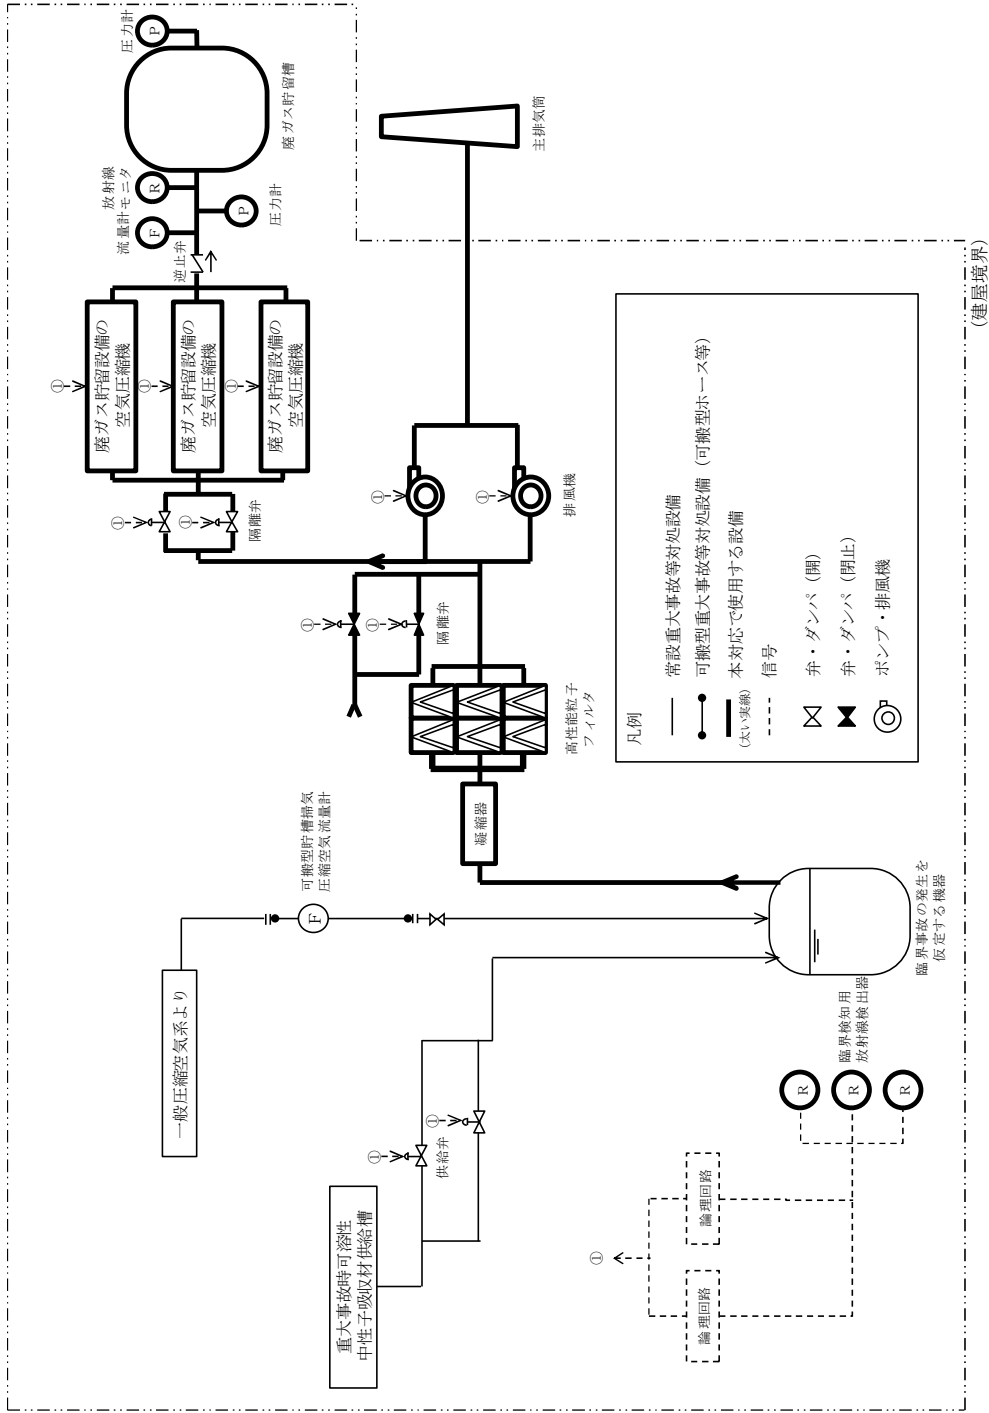 圧力計
P
廃ガス貯留槽
主排気筒
放射線
モニタ
R
流量計
F
P
圧力計
逆止弁
(建屋境界)
①
廃ガス貯留設備の
空気圧縮機
①
廃ガス貯留設備の
空気圧縮機
①
廃ガス貯留設備の
空気圧縮機
①
①
隔離弁
①
①
排風機
①
①
隔離弁
高性能粒子
フィルタ
凝縮器
凡例
常設重大事故等対処設備
可搬型重大事故等対処設備（可搬型ホース等）
本対応で使用する設備
(太い実線)
信号
弁・ダンパ（開）
弁・ダンパ（閉止）
ポンプ・排風機
可搬型貯槽掃気
圧縮空気流量計
F
一般圧縮空気系より
臨界事故の発生を
仮定する機器
臨界検知用
放射線検出器
R
R
R
①
①
供給弁
重大事故時可溶性
中性子吸収材供給槽
①
論理回路
論理回路